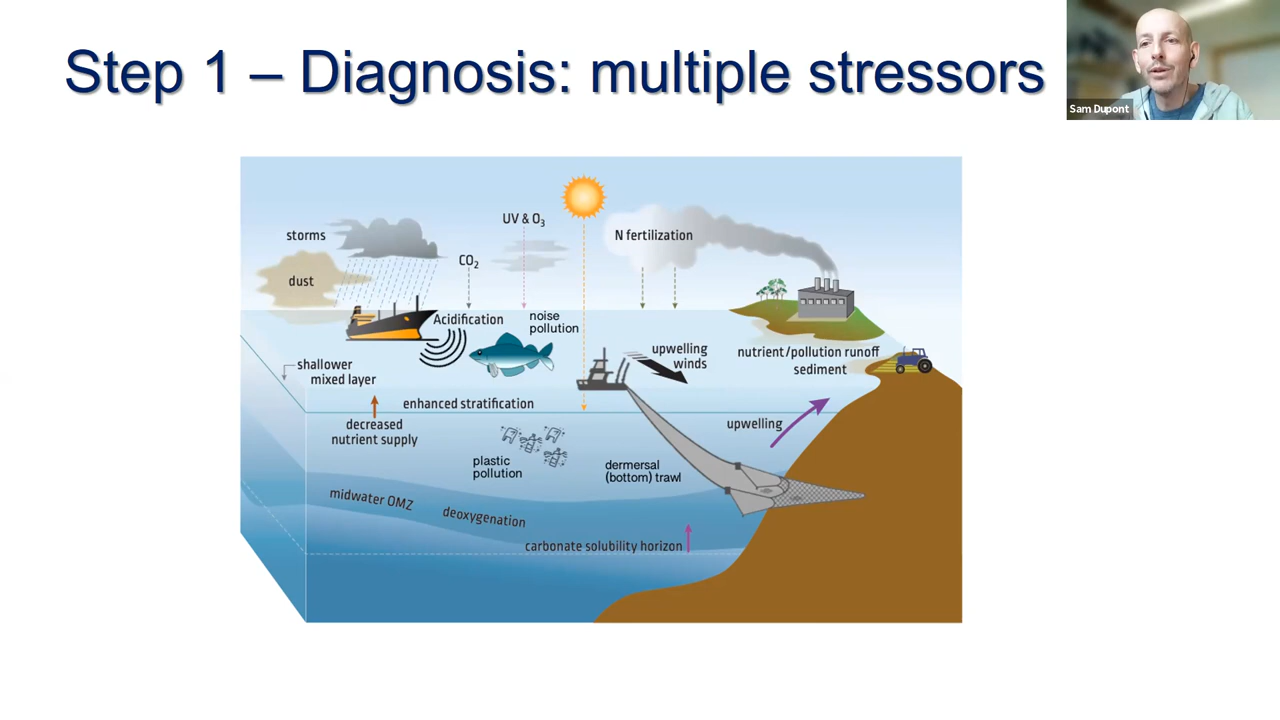 Step 1 – Diagnosis: multiple stressors
Sam Dupont
UV & O3
storms
N fertilization
CO2
dust
noise
pollution
Acidification
upwelling
winds
nutrient/pollution runoff
sediment
shallower
mixed layer
enhanced stratification
decreased
nutrient supply
upwelling
plastic
pollution
dermersal
(bottom) trawl
midwater OMZ
deoxygenation
carbonate solubility horizon